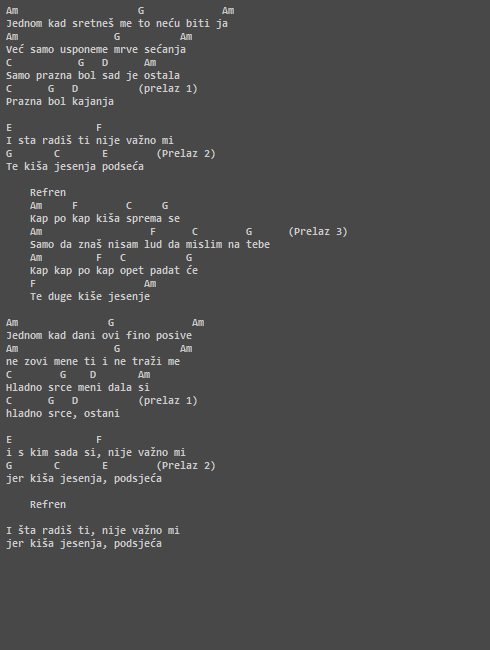 Am                    G             Am
Jednom kad sretneš me to neću biti ja
Am                G          Am
Već samo usponeme mrve sećanja
C           G   D      Am
Samo prazna bol sad je ostala
C      G   D          (prelaz 1)
Prazna bol kajanja

E              F
I sta radiš ti nije važno mi
G       C       E        (Prelaz 2)
Te kiša jesenja podseća

    Refren
    Am     F        C     G
    Kap po kap kiša sprema se
    Am                  F      C        G      (Prelaz 3)
    Samo da znaš nisam lud da mislim na tebe
    Am         F   C          G
    Kap kap po kap opet padat će
    F                  Am
    Te duge kiše jesenje

Am               G             Am
Jednom kad dani ovi fino posive
Am                G          Am
ne zovi mene ti i ne traži me
C        G    D       Am
Hladno srce meni dala si
C      G   D          (prelaz 1)
hladno srce, ostani

E              F
i s kim sada si, nije važno mi
G       C       E        (Prelaz 2)
jer kiša jesenja, podsjeća

    Refren

I šta radiš ti, nije važno mi
jer kiša jesenja, podsjeća